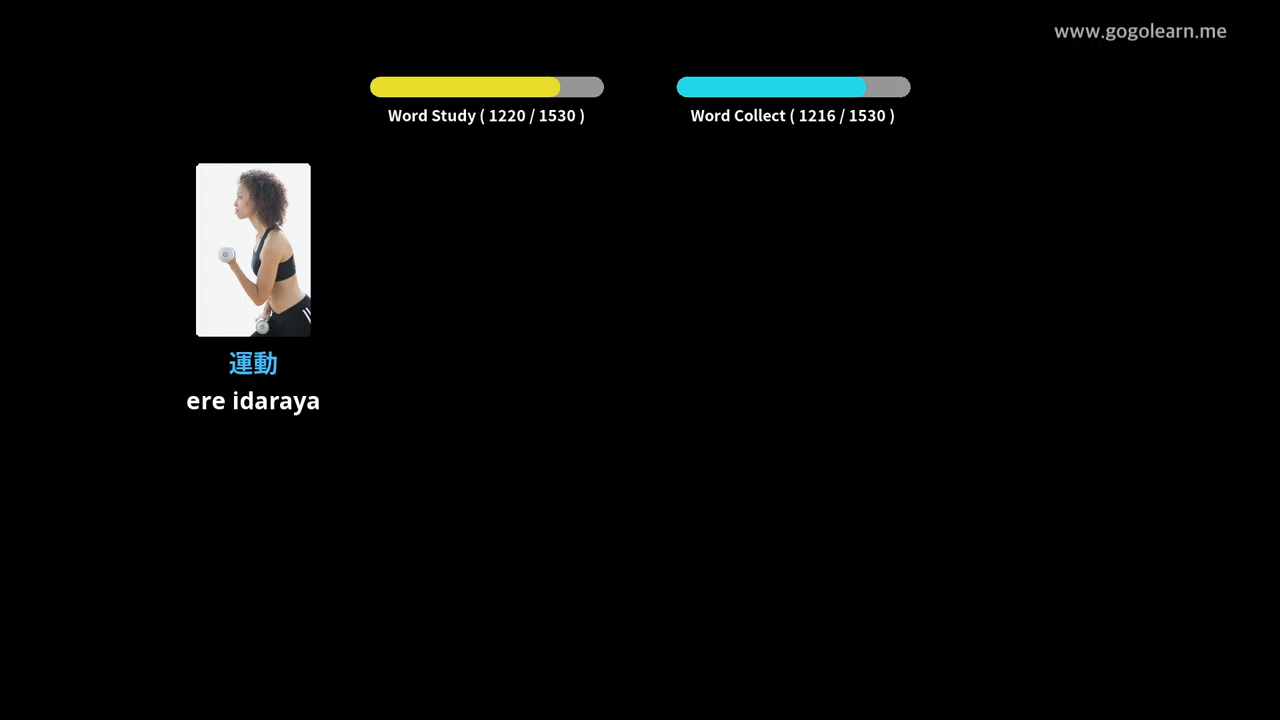 www.gogolearn.me
Word Study ( 1220 / 1530 )
Word Collect ( 1216 / 1530 )
運動
ere idaraya